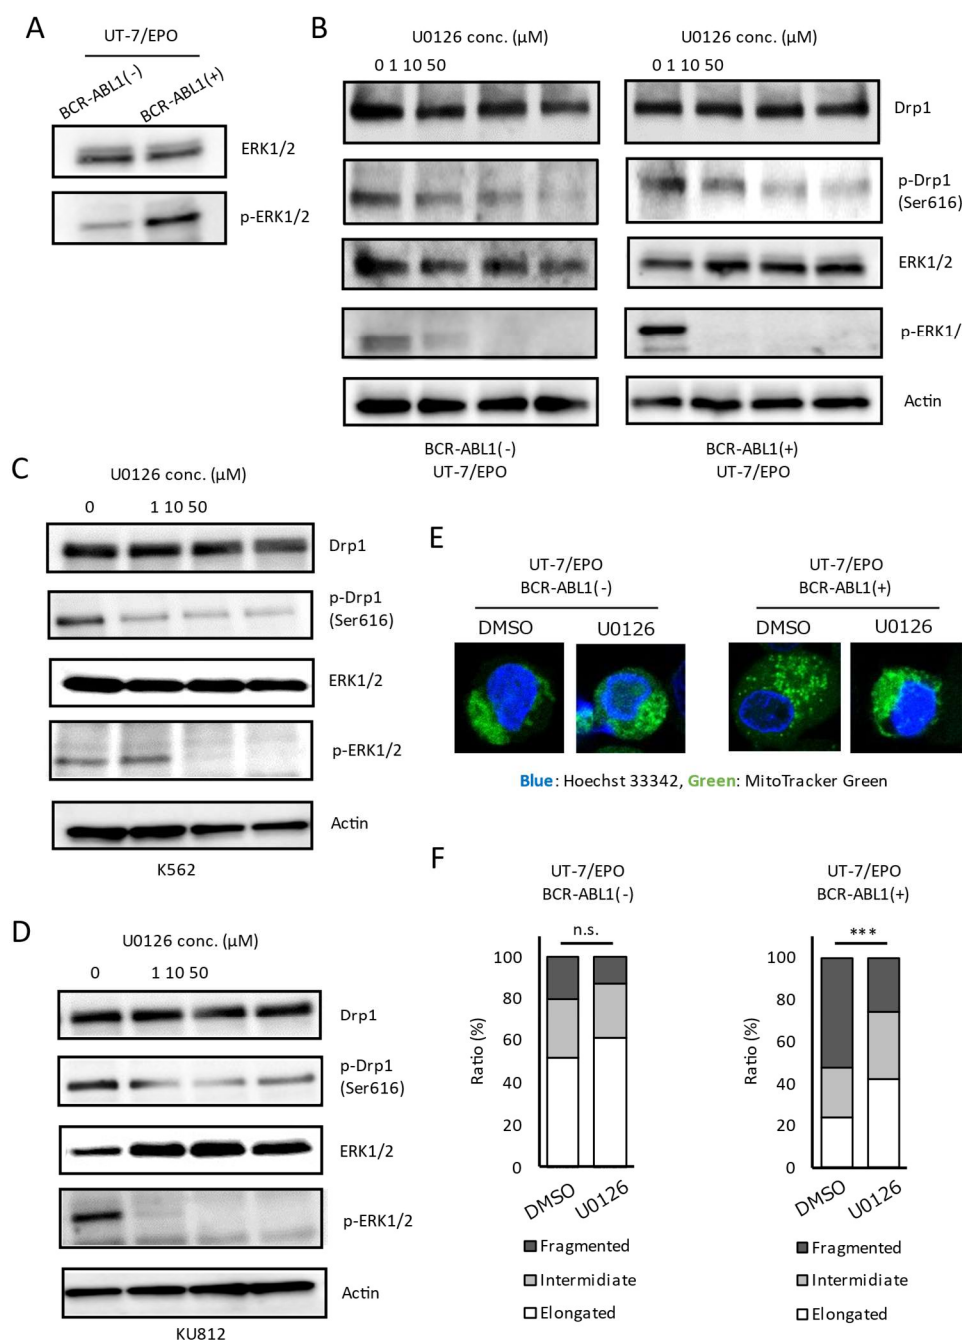 A
UT-7/EPO
BCR-ABL1(-)
BCR-ABL1(+)
ERK1/2
p-ERK1/2
B
U0126 conc. (μM)
0 1 10 50
U0126 conc. (μM)
0 1 10 50
Drp1
p-Drp1
(Ser616)
ERK1/2
p-ERK1/
Actin
BCR-ABL1(-)
UT-7/EPO
BCR-ABL1(+)
UT-7/EPO
C
U0126 conc. (μM)
0 1 10 50
Drp1
p-Drp1
(Ser616)
ERK1/2
p-ERK1/2
Actin
K562
D
U0126 conc. (μM)
0 1 10 50
Drp1
p-Drp1
(Ser616)
ERK1/2
p-ERK1/2
Actin
KU812
E
UT-7/EPO
BCR-ABL1(-)
DMSO U0126
UT-7/EPO
BCR-ABL1(+)
DMSO U0126
Blue: Hoechst 33342, Green: MitoTracker Green
F
UT-7/EPO
BCR-ABL1(-)
n.s.
Ratio (%)
100
80
60
40
20
0
DMSO
U0126
Fragmented
Intermidiate
Elongated
UT-7/EPO
BCR-ABL1(+)
***
Ratio (%)
100
80
60
40
20
0
DMSO
U0126
Fragmented
Intermidiate
Elongated